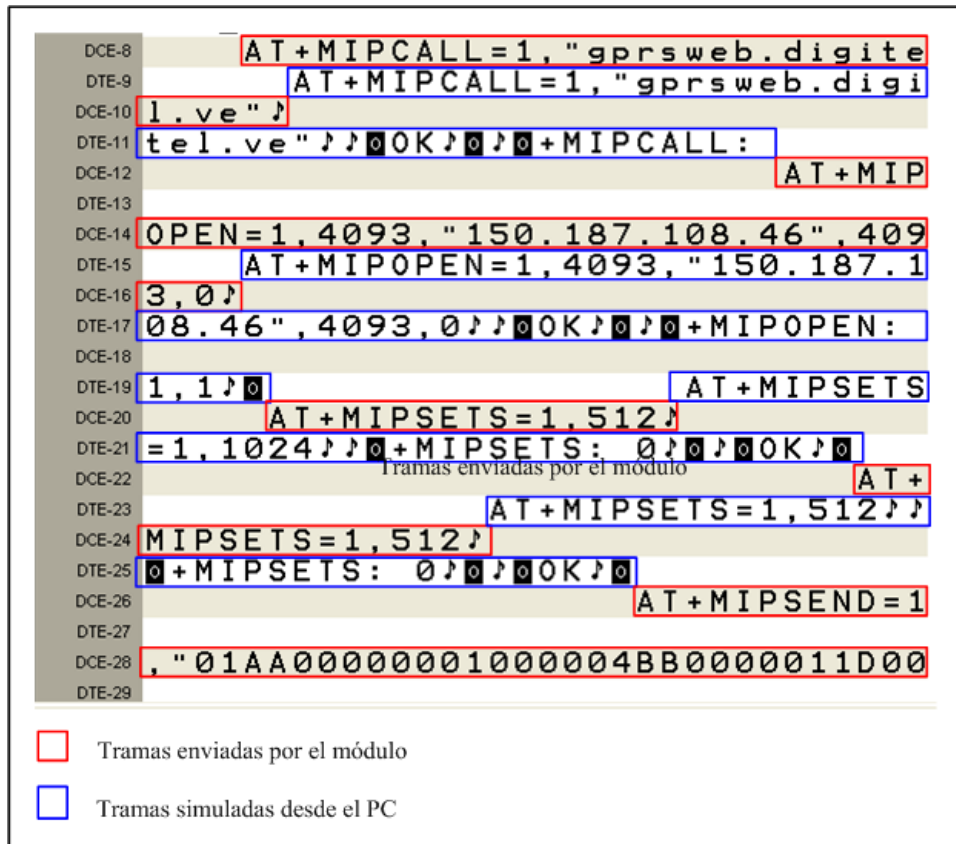 DCE-8 AT+MIPCALL=1,"gprsweb.digite
DTE-9 AT+MIPCALL=1,"gprsweb.digi
DCE-10 l.ve"♪
DTE-11 tel.ve"♪♪◙OK♪◙♪◙+MIPCALL:
DCE-12 AT+MIP
DTE-13
DCE-14 OPEN=1,4093,"150.187.108.46",409
DTE-15 AT+MIPOPEN=1,4093,"150.187.1
DCE-16 3,0♪
DTE-17 08.46",4093,0♪♪◙OK♪◙♪◙+MIPOPEN:
DCE-18
DTE-19 1,1♪◙ AT+MIPSETS
DCE-20 AT+MIPSETS=1,512♪
DTE-21 =1,1024♪♪◙+MIPSETS: 0♪◙♪◙OK♪◙
Tramas enviadas por el módulo
DCE-22 AT+
DTE-23 AT+MIPSETS=1,512♪♪
DCE-24 MIPSETS=1,512♪
DTE-25 ◙+MIPSETS: 0♪◙♪◙OK♪◙
DCE-26 AT+MIPSEND=1
DTE-27
DCE-28 ,"01AA00000001000004BB0000011D00
DTE-29
Tramas enviadas por el módulo
Tramas simuladas desde el PC